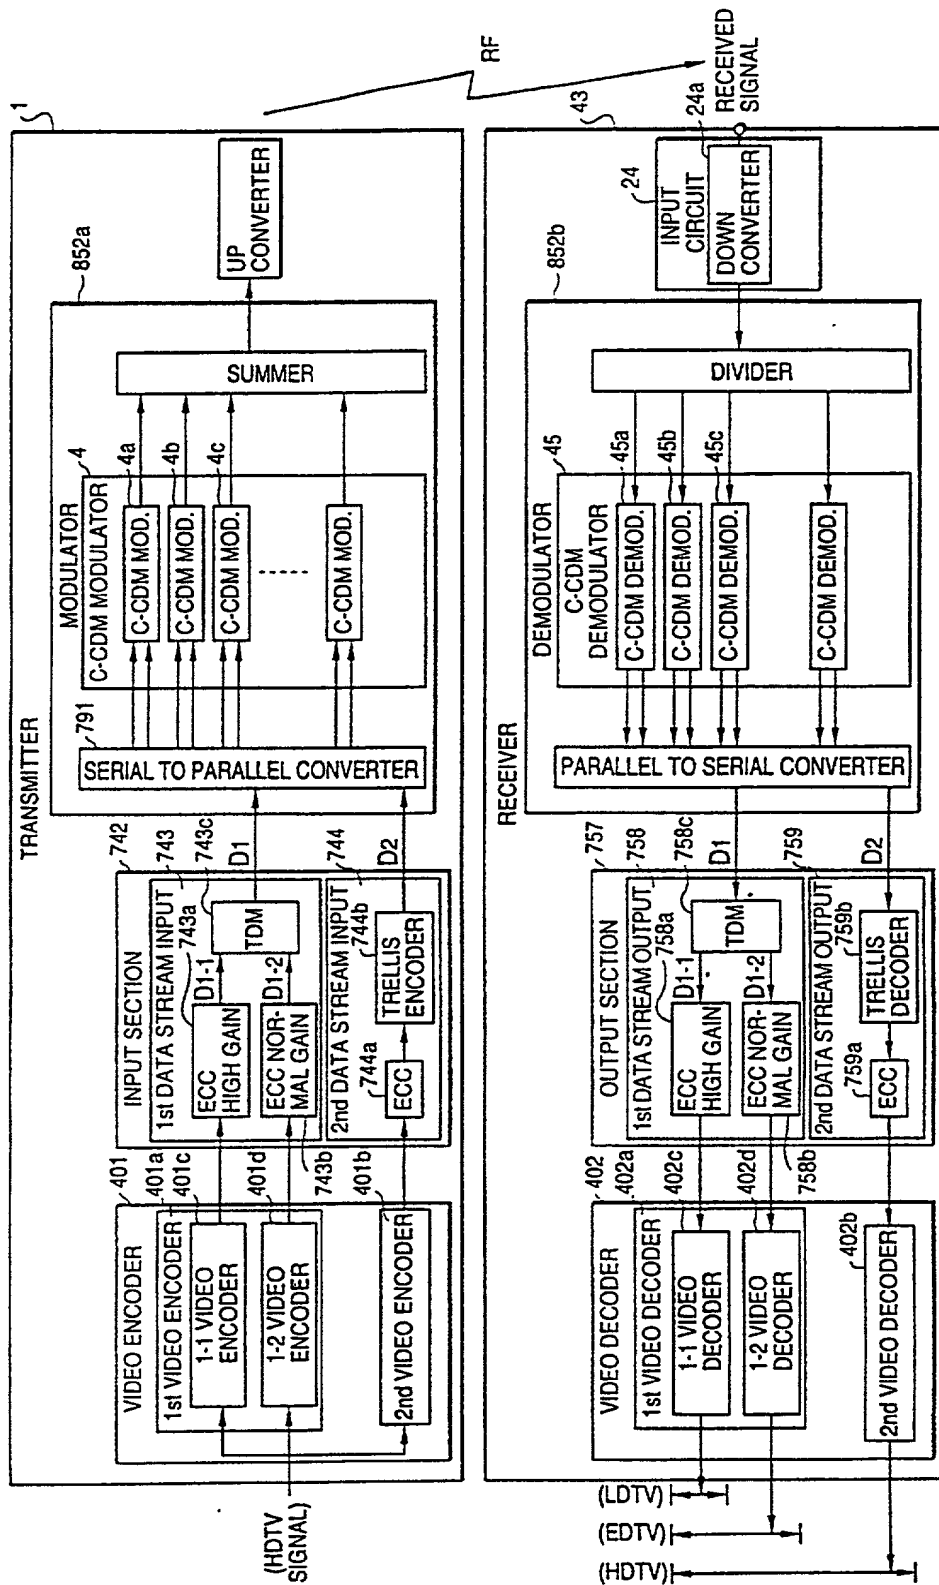 TRANSMITTER
1
VIDEO ENCODER
401
1st VIDEO ENCODER
401a
401c
1-1 VIDEO
ENCODER
401d
1-2 VIDEO
ENCODER
2nd VIDEO ENCODER
401b
(HDTV
SIGNAL)
INPUT SECTION
742
1st DATA STREAM INPUT
743
743a
743c
ECC
HIGH GAIN
D1-1
TDM
ECC NOR-
MAL GAIN
D1-2
743b
2nd DATA STREAM INPUT
744
744a
ECC
744b
TRELLIS
ENCODER
D1
D2
MODULATOR
852a
791
SERIAL TO PARALLEL CONVERTER
C-CDM MODULATOR
4
C-CDM MOD.
4a
C-CDM MOD.
4b
C-CDM MOD.
4c
C-CDM MOD.
SUMMER
UP
CONVERTER
RF
RECEIVER
43
RECEIVED
SIGNAL
INPUT
CIRCUIT
24
24a
DOWN
CONVERTER
DEMODULATOR
852b
DIVIDER
C-CDM
DEMODULATOR
45
C-CDM DEMOD.
45a
C-CDM DEMOD.
45b
C-CDM DEMOD.
45c
C-CDM DEMOD.
PARALLEL TO SERIAL CONVERTER
D1
D2
OUTPUT SECTION
757
1st DATA STREAM OUTPUT
758
758a
758c
ECC
HIGH GAIN
D1-1
TDM
ECC NOR-
MAL GAIN
D1-2
758b
2nd DATA STREAM OUTPUT
759
759a
ECC
759b
TRELLIS
DECODER
VIDEO DECODER
402
1st VIDEO DECODER
402a
402c
1-1 VIDEO
DECODER
402d
1-2 VIDEO
DECODER
402b
2nd VIDEO DECODER
(LDTV)
(EDTV)
(HDTV)